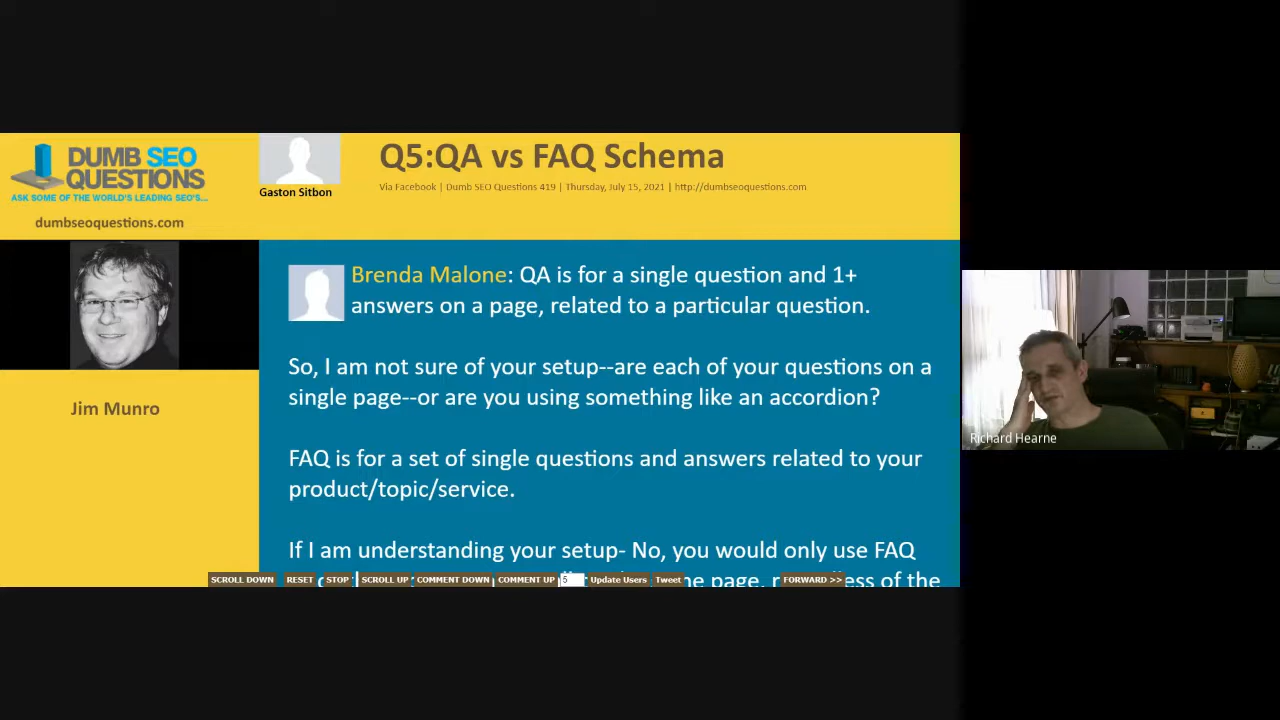 DUMB SEO
QUESTIONS
ASK SOME OF THE WORLD'S LEADING SEO'S...
dumbseoquestions.com
Gaston Sitbon
Q5:QA vs FAQ Schema
Via Facebook | Dumb SEO Questions 419 | Thursday, July 15, 2021 | http://dumbseoquestions.com
Jim Munro
Brenda Malone: QA is for a single question and 1+
answers on a page, related to a particular question.
So, I am not sure of your setup--are each of your questions on a
single page--or are you using something like an accordion?
FAQ is for a set of single questions and answers related to your
product/topic/service.
If I am understanding your setup- No, you would only use FAQ
page, of the
SCROLL DOWN RESET STOP SCROLL UP COMMENT DOWN COMMENT UP 5 Update Users Tweet FORWARD >>
Richard Hearne